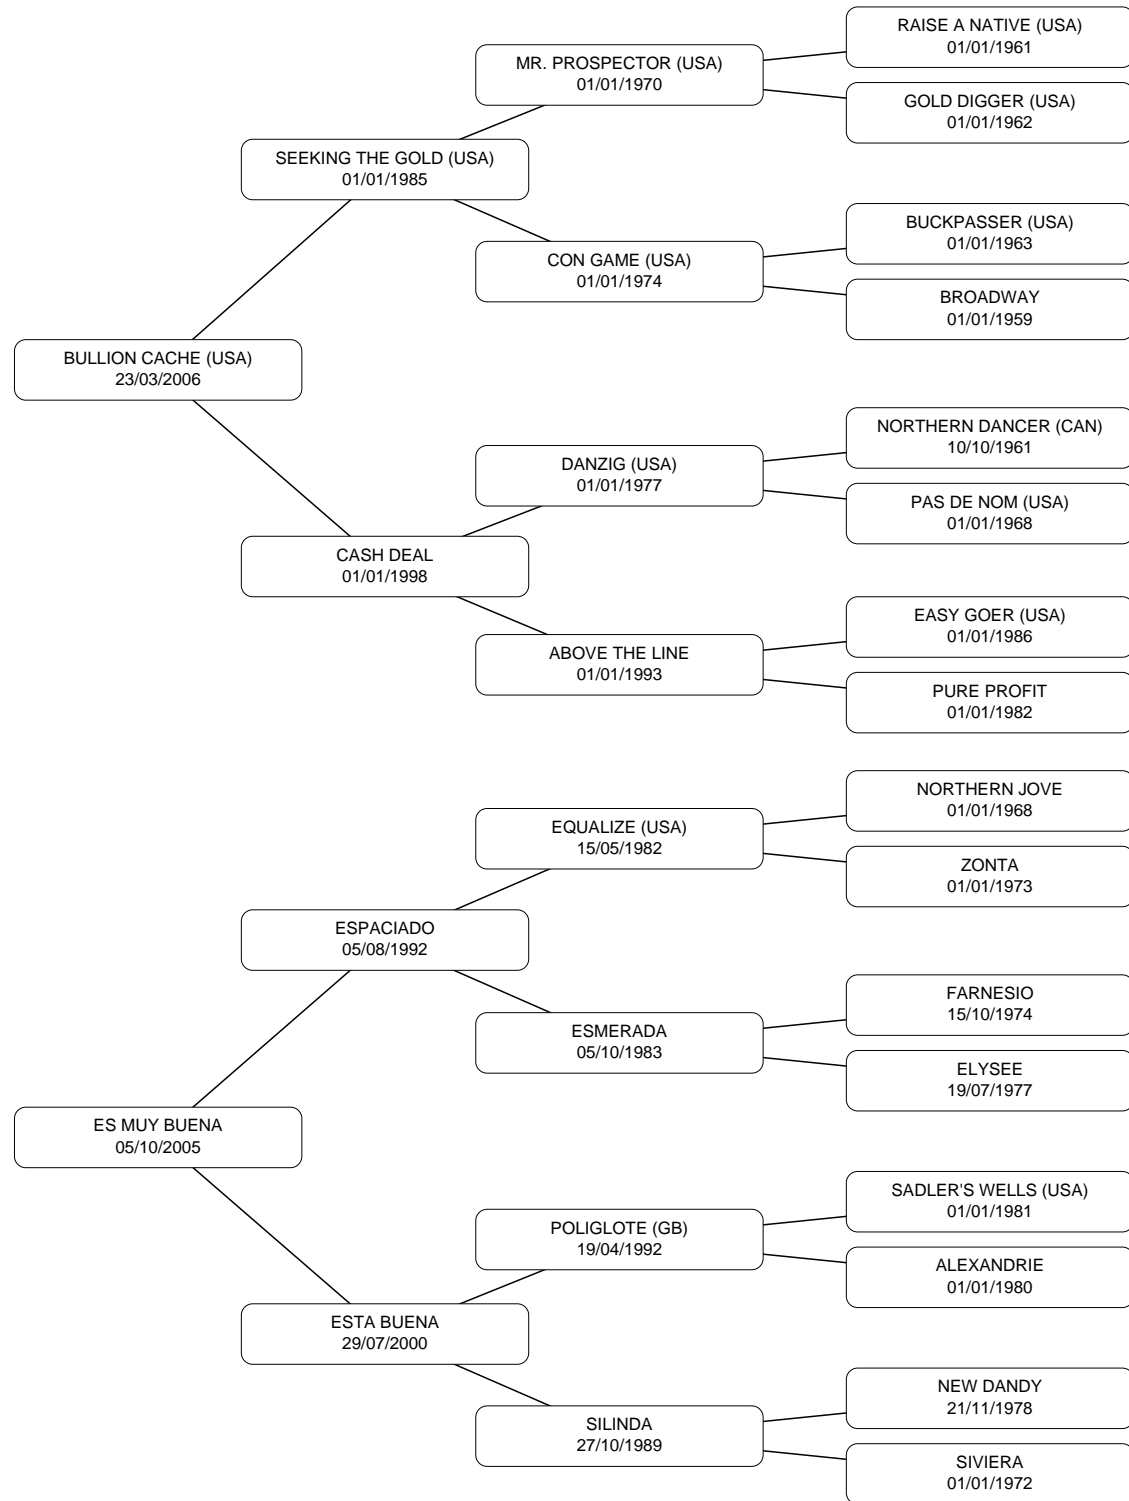 RAISE A NATIVE (USA)
01/01/1961
MR. PROSPECTOR (USA)
01/01/1970
GOLD DIGGER (USA)
01/01/1962
SEEKING THE GOLD (USA)
01/01/1985
BUCKPASSER (USA)
01/01/1963
CON GAME (USA)
01/01/1974
BROADWAY
01/01/1959
BULLION CACHE (USA)
23/03/2006
NORTHERN DANCER (CAN)
10/10/1961
DANZIG (USA)
01/01/1977
PAS DE NOM (USA)
01/01/1968
CASH DEAL
01/01/1998
EASY GOER (USA)
01/01/1986
ABOVE THE LINE
01/01/1993
PURE PROFIT
01/01/1982
NORTHERN JOVE
01/01/1968
EQUALIZE (USA)
15/05/1982
ZONTA
01/01/1973
ESPACIADO
05/08/1992
FARNESIO
15/10/1974
ESMERADA
05/10/1983
ELYSEE
19/07/1977
ES MUY BUENA
05/10/2005
SADLER'S WELLS (USA)
01/01/1981
POLIGLOTE (GB)
19/04/1992
ALEXANDRIE
01/01/1980
ESTA BUENA
29/07/2000
NEW DANDY
21/11/1978
SILINDA
27/10/1989
SIVIERA
01/01/1972